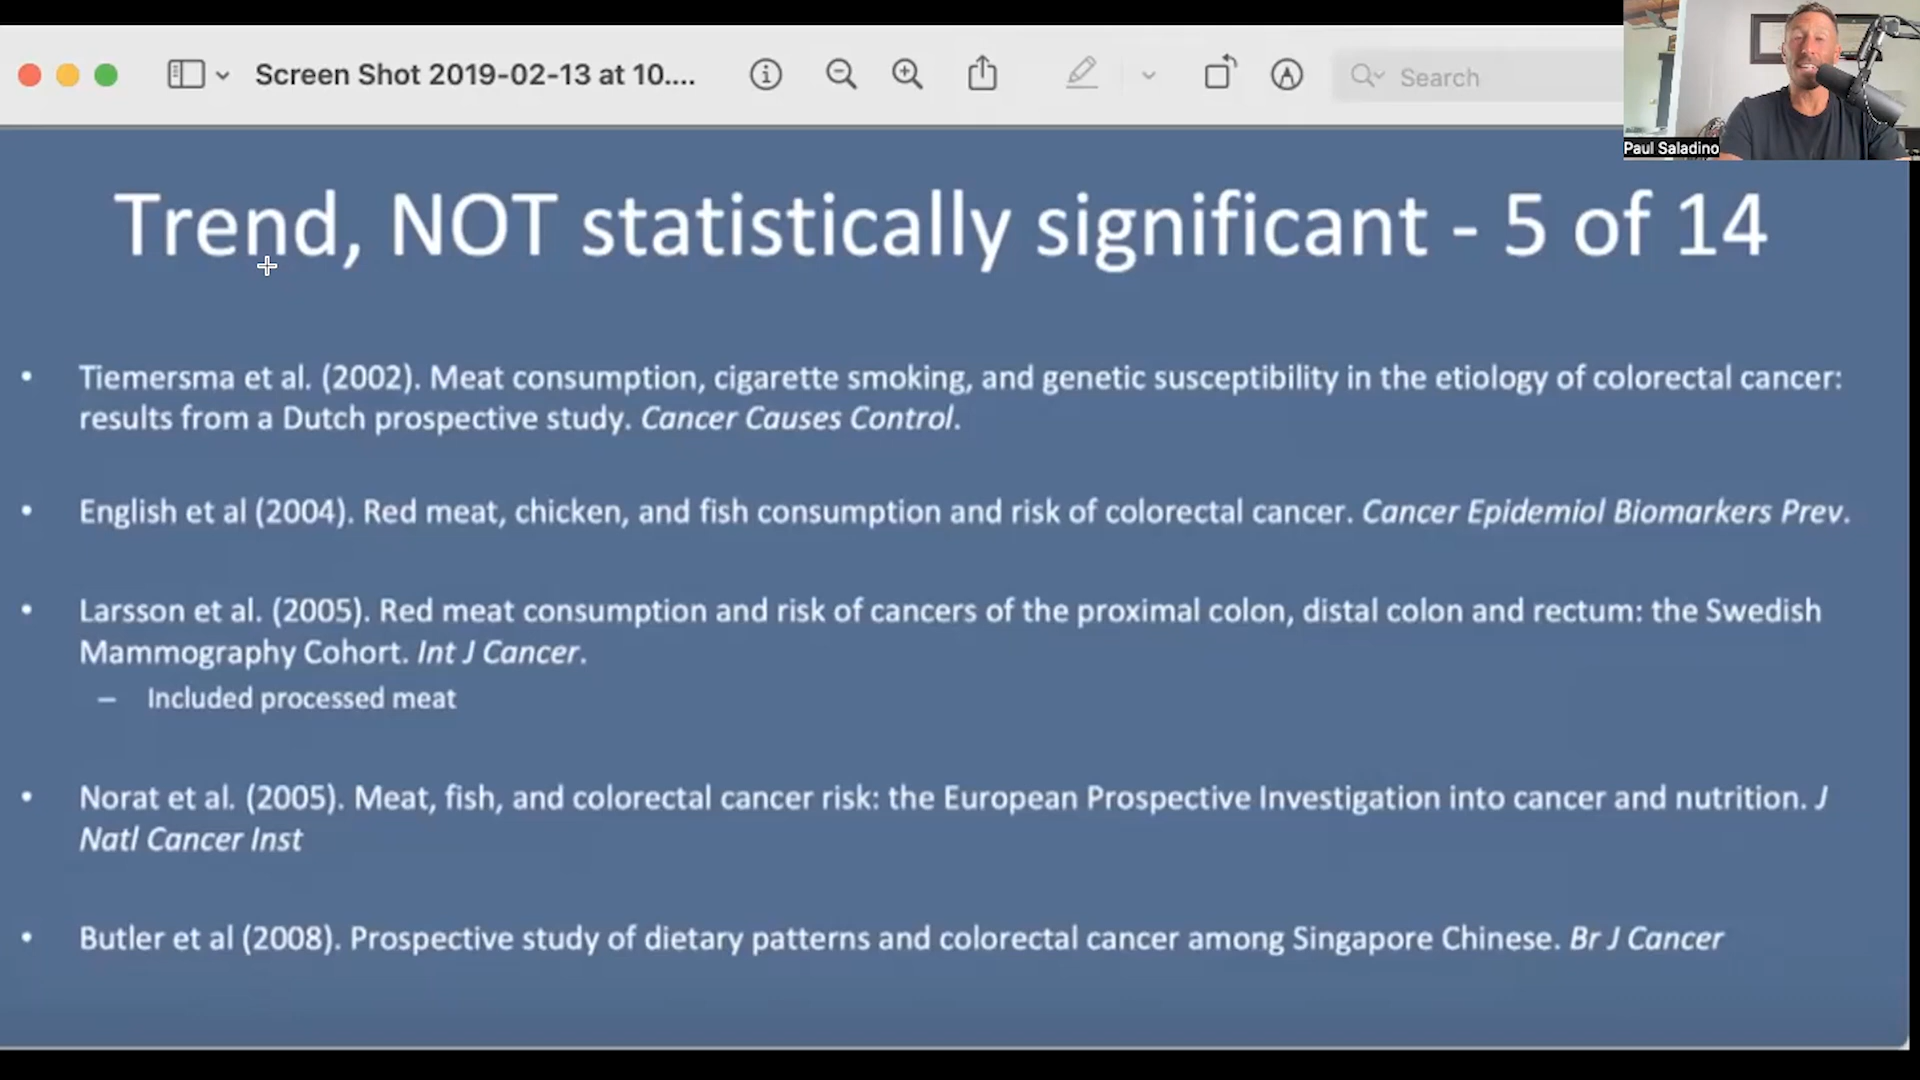 Screen Shot 2019-02-13 at 10....
Search
Paul Saladino
Trend, NOT statistically significant - 5 of 14
• Tiemersma et al. (2002). Meat consumption, cigarette smoking, and genetic susceptibility in the etiology of colorectal cancer:
results from a Dutch prospective study. Cancer Causes Control.
• English et al (2004). Red meat, chicken, and fish consumption and risk of colorectal cancer. Cancer Epidemiol Biomarkers Prev.
• Larsson et al. (2005). Red meat consumption and risk of cancers of the proximal colon, distal colon and rectum: the Swedish
Mammography Cohort. Int J Cancer.
– Included processed meat
• Norat et al. (2005). Meat, fish, and colorectal cancer risk: the European Prospective Investigation into cancer and nutrition. J
Natl Cancer Inst
• Butler et al (2008). Prospective study of dietary patterns and colorectal cancer among Singapore Chinese. Br J Cancer